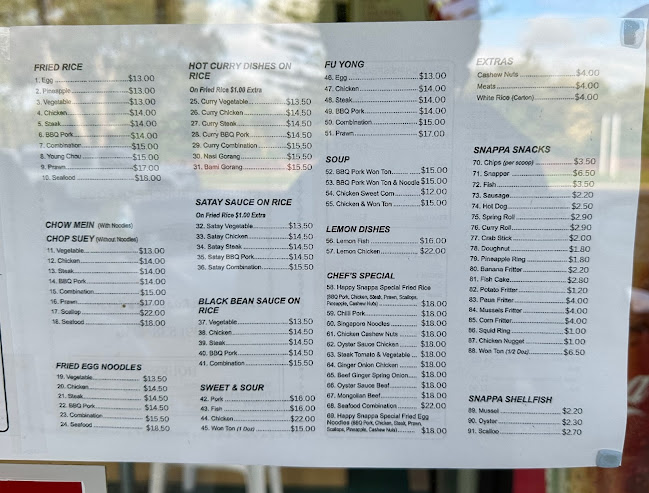 FRIED RICE
1. Egg $13.00
2. Pineapple $13.00
3. Vegetable $13.00
4. Chicken $14.00
5. Steak $14.00
6. BBQ Pork $14.00
7. Combination $15.00
8. Young Chou $15.00
9. Prawn $17.00
10. Seafood $18.00
CHOW MEIN (With Noodles)
CHOP SUEY (Without Noodles)
11. Vegetable $13.00
12. Chicken $14.00
13. Steak $14.00
14. BBQ Pork $14.00
15. Combination $15.00
16. Prawn $17.00
17. Scallop $22.00
18. Seafood $18.00
FRIED EGG NOODLES
19. Vegetable $13.50
20. Chicken $14.50
21. Steak $14.50
22. BBQ Pork $14.50
23. Combination $15.50
24. Seafood $18.50
HOT CURRY DISHES ON
RICE
On Fried Rice $1.00 Extra
25. Curry Vegetable $13.50
26. Curry Chicken $14.50
27. Curry Steak $14.50
28. Curry BBQ Pork $14.50
29. Curry Combination $15.50
30. Nasi Gorang $15.50
31. Bami Gorang $15.50
SATAY SAUCE ON RICE
On Fried Rice $1.00 Extra
32. Satay Vegetable $13.50
33. Satay Chicken $14.50
34. Satay Steak $14.50
35. Satay BBQ Pork $14.50
36. Satay Combination $15.50
BLACK BEAN SAUCE ON
RICE
37. Vegetable $13.50
38. Chicken $14.50
39. Steak $14.50
40. BBQ Pork $14.50
41. Combination $15.50
SWEET & SOUR
42. Pork $16.00
43. Fish $16.00
44. Chicken $22.00
45. Won Ton (1 Doz) $15.00
FU YONG
46. Egg $13.00
47. Chicken $14.00
48. Steak $14.00
49. BBQ Pork $14.00
50. Combination $15.00
51. Prawn $17.00
SOUP
52. BBQ Pork Won Ton $15.00
53. BBQ Pork Won Ton & Noodle $15.00
54. Chicken Sweet Corn $12.00
55. Chicken & Won Ton $15.00
LEMON DISHES
56. Lemon Fish $16.00
57. Lemon Chicken $22.00
CHEF'S SPECIAL
58. Happy Snappa Special Fried Rice
(BBQ Pork, Chicken, Steak, Prawn, Scallops,
Pineapple, Cashew Nuts) $18.00
59. Chilli Pork $18.00
60. Singapore Noodles $18.00
61. Chicken Cashew Nuts $18.00
62. Oyster Sauce Chicken $18.00
63. Steak Tomato & Vegetable $18.00
64. Ginger Onion Chicken $18.00
65. Beef Ginger Spring Onion $18.00
66. Oyster Sauce Beef $18.00
67. Mongolian Beef $18.00
68. Seafood Combination $22.00
69. Happy Snappa Special Fried Egg
Noodles (BBQ Pork, Chicken, Steak, Prawn,
Scallops, Pineapple, Cashew Nuts) $18.00
EXTRAS
Cashew Nuts $4.00
Meats $4.00
White Rice (Carton) $4.00
SNAPPA SNACKS
70. Chips (per scoop) $3.50
71. Snapper $6.50
72. Fish $3.50
73. Sausage $2.20
74. Hot Dog $2.50
75. Spring Roll $2.90
76. Curry Roll $2.90
77. Crab Stick $2.00
78. Doughnut $1.80
79. Pineapple Ring $1.80
80. Banana Fritter $2.20
81. Fish Cake $2.80
82. Potato Fritter $1.20
83. Paua Fritter $4.00
84. Mussels Fritter $4.00
85. Corn Fritter $4.00
86. Squid Ring $1.00
87. Chicken Nugget $1.00
88. Won Ton (1/2 Doz) $6.50
SNAPPA SHELLFISH
89. Mussel $2.20
90. Oyster $2.30
91. Scallop $2.70